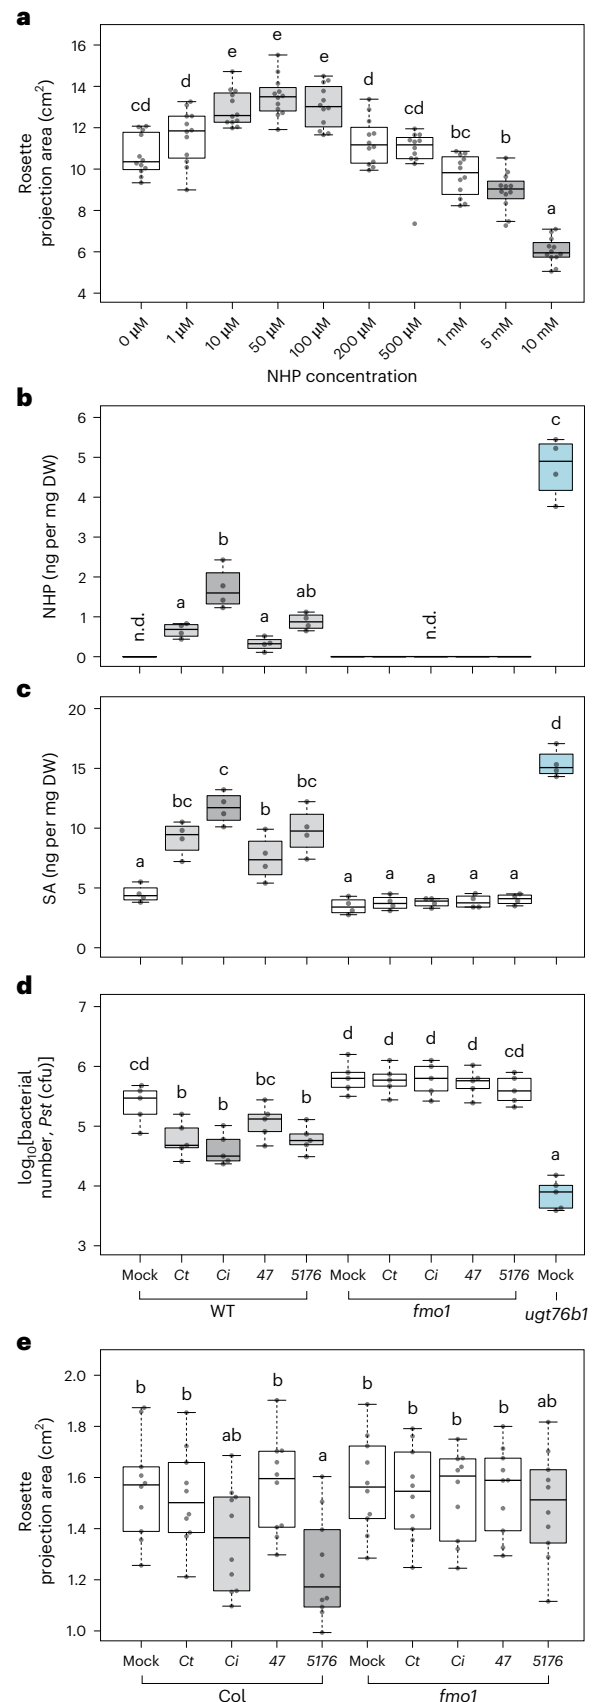 a
Rosette
projection area (cm2)
16
14
12
10
8
6
4
cd
d
e
e
e
d
cd
bc
b
a
0 µM
1 µM
10 µM
50 µM
100 µM
200 µM
500 µM
1 mM
5 mM
10 mM
NHP concentration
b
NHP (ng per mg DW)
6
5
4
3
2
1
0
n.d.
a
b
a
ab
n.d.
c
c
SA (ng per mg DW)
20
15
10
5
0
a
bc
c
b
bc
a
a
a
a
a
d
d
log10[bacterial
number, Pst (cfu)]
7
6
5
4
3
cd
b
b
bc
b
d
d
d
d
cd
a
Mock Ct Ci 47 5176 Mock Ct Ci 47 5176 Mock
WT fmo1 ugt76b1
e
Rosette
projection area (cm2)
2.0
1.8
1.6
1.4
1.2
1.0
b
b
ab
b
a
b
b
b
b
ab
Mock Ct Ci 47 5176 Mock Ct Ci 47 5176
Col fmo1